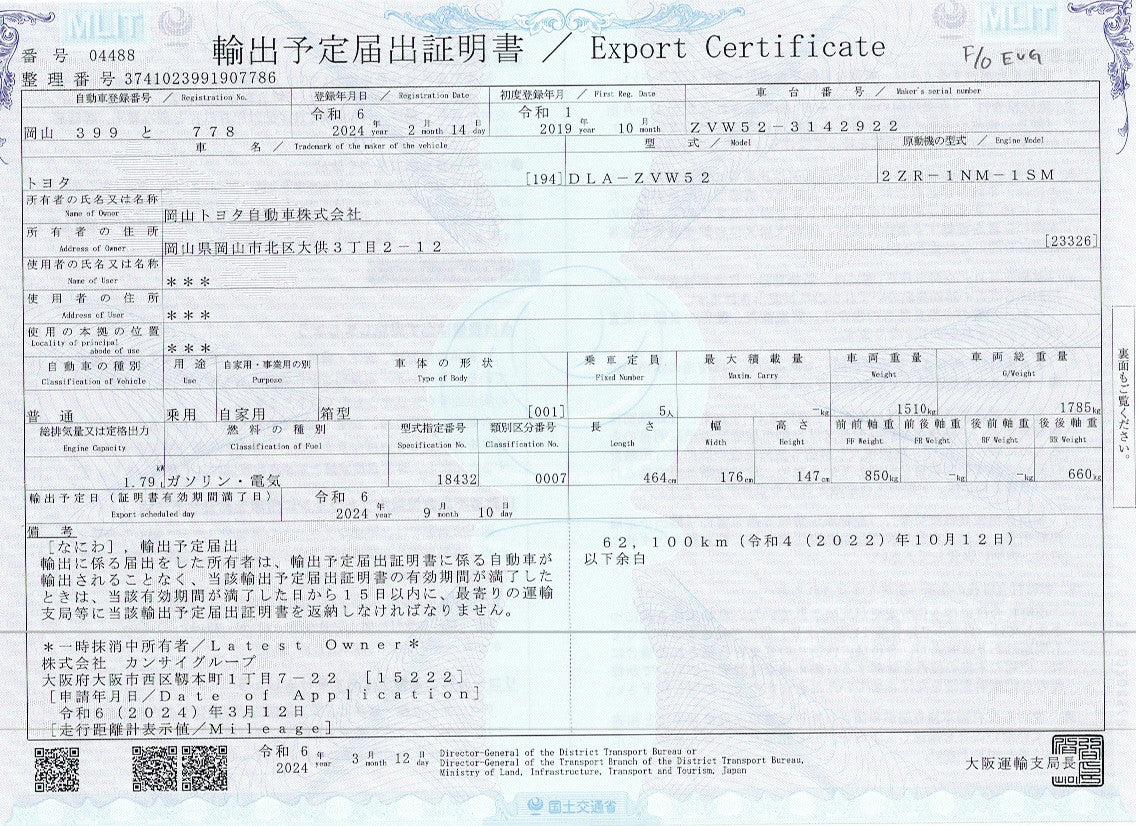 MLIT
MLIT
番 号 04488
輸出予定届出証明書 ／ Export Certificate
F/O EUG
整 理 番 号 3741023991907786
自動車登録番号 ／ Registration No.
登録年月日 ／ Registration Date
初度登録年月 ／ First Reg. Date
車 台 番 号 ／ Maker's serial number
岡山 ３９９ と ７７８
令和 6
2024 年 year 2 月 month 14 日 day
令和 1
2019 年 year 10 月 month
ＺＶＷ５２－３１４２９２２
車 名 ／ Trademark of the maker of the vehicle
型 式 ／ Model
原動機の型式 ／ Engine Model
トヨタ [194]
ＤＬＡ－ＺＶＷ５２
２ＺＲ－１ＮＭ－１ＳＭ
所有者の氏名又は名称
Name of Owner
岡山トヨタ自動車株式会社
所有者の住所
Address of Owner
岡山県岡山市北区大供３丁目２－１２ [23326]
使用者の氏名又は名称
Name of User
＊＊＊
使用者の住所
Address of User
＊＊＊
使用の本拠の位置
Locality of principal
abode of use
＊＊＊
自動車の種別
Classification of Vehicle
用 途
Use
自家用・事業用の別
Purpose
車 体 の 形 状
Type of Body
乗 車 定 員
Fixed Number
最 大 積 載 量
Maxim. Carry
車 両 重 量
Weight
車 両 総 重 量
G/Weight
普 通
乗用
自家用
箱型 [001]
5人
-kg
1510kg
1785kg
総排気量又は定格出力
Engine Capacity
燃 料 の 種 別
Classification of Fuel
型式指定番号
Specification No.
類別区分番号
Classification No.
長 さ
Length
幅
Width
高 さ
Height
前前軸重
FF Weight
前後軸重
FR Weight
後前軸重
RF Weight
後後軸重
RR Weight
kW
1.79 L
ガソリン・電気
18432
0007
464cm
176cm
147cm
850kg
-kg
-kg
660kg
輸出予定日 (証明書有効期間満了日)
Export scheduled day
令和 6
2024 年 year 9 月 month 10 日 day
備 考
［なにわ］，輸出予定届出
輸出に係る届出をした所有者は、輸出予定届出証明書に係る自動車が
輸出されることなく、当該輸出予定届出証明書の有効期間が満了した
ときは、当該有効期間が満了した日から１５日以内に、最寄りの運輸
支局等に当該輸出予定届出証明書を返納しなければなりません。
６２，１００ｋｍ（令和４（２０２２）年１０月１２日）
以下余白
＊一時抹消中所有者／Ｌａｔｅｓｔ Ｏｗｎｅｒ＊
株式会社 カンサイグループ
大阪府大阪市西区靱本町１丁目７－２２ ［１５２２２］
［申請年月日／Ｄａｔｅ ｏｆ Ａｐｐｌｉｃａｔｉｏｎ］
令和６（２０２４）年３月１２日
［走行距離計表示値／Ｍｉｌｅａｇｅ］
裏面もご覧ください。
令和 6
2024 年 year 3 月 month 12 日 day
Director-General of the District Transport Bureau or
Director-General of the Transport Branch of the District Transport Bureau,
Ministry of Land, Infrastructure, Transport and Tourism, Japan
大阪運輸支局長
国土交通省